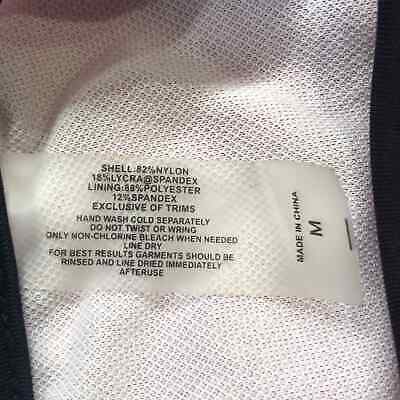 SHELL:82%NYLON
18%LYCRA@SPANDEX
LINING:88%POLYESTER
12%SPANDEX
EXCLUSIVE OF TRIMS
HAND WASH COLD SEPARATELY
DO NOT TWIST OR WRING
ONLY NON-CHLORINE BLEACH WHEN NEEDED
LINE DRY
FOR BEST RESULTS GARMENTS SHOULD BE
RINSED AND LINE DRIED IMMEDIATELY
AFTERUSE
MADE IN CHINA
M